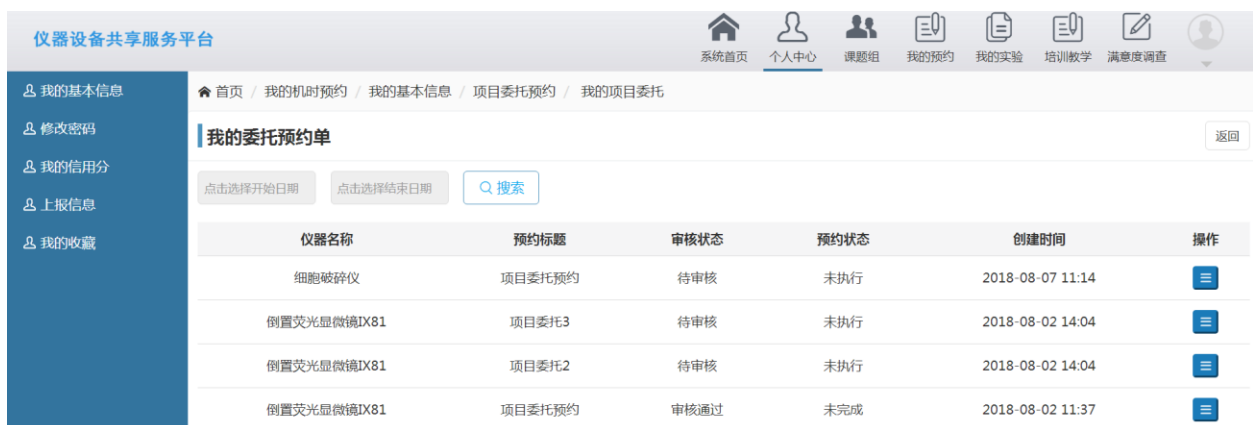 仪器设备共享服务平台
系统首页 个人中心 课题组 我的预约 我的实验 培训教学 满意度调查
我的基本信息
修改密码
我的信用分
上报信息
我的收藏
首页 / 我的机时预约 / 我的基本信息 / 项目委托预约 / 我的项目委托
我的委托预约单 返回
点击选择开始日期 点击选择结束日期 搜索
仪器名称 预约标题 审核状态 预约状态 创建时间 操作
细胞破碎仪 项目委托预约 待审核 未执行 2018-08-07 11:14
倒置荧光显微镜IX81 项目委托3 待审核 未执行 2018-08-02 14:04
倒置荧光显微镜IX81 项目委托2 待审核 未执行 2018-08-02 14:04
倒置荧光显微镜IX81 项目委托预约 审核通过 未完成 2018-08-02 11:37